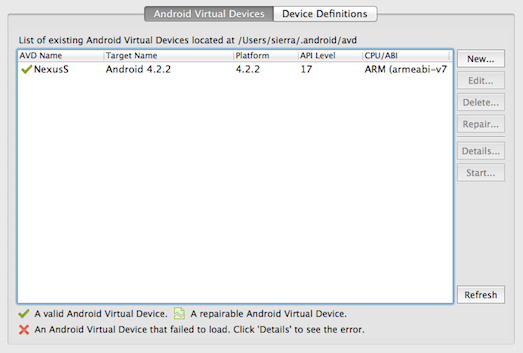 Android Virtual Devices Device Definitions
List of existing Android Virtual Devices located at /Users/sierra/.android/avd
AVD Name Target Name Platform API Level CPU/ABI
NexusS Android 4.2.2 4.2.2 17 ARM (armeabi-v7
New...
Edit...
Delete...
Repair...
Details...
Start...
Refresh
A valid Android Virtual Device. A repairable Android Virtual Device.
An Android Virtual Device that failed to load. Click 'Details' to see the error.